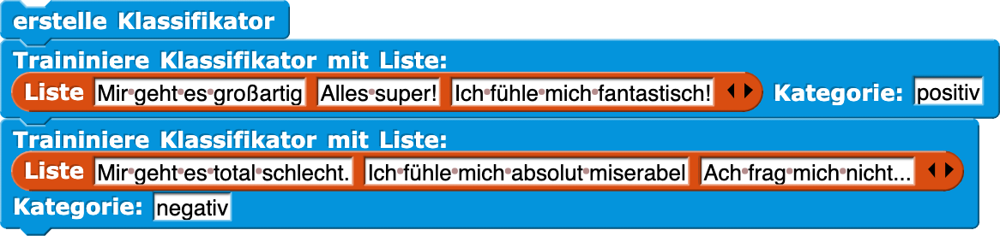 erstelle Klassifikator
Traininiere Klassifikator mit Liste:
Liste Mir geht es großartig Alles super! Ich fühle mich fantastisch! Kategorie: positiv
Traininiere Klassifikator mit Liste:
Liste Mir geht es total schlecht. Ich fühle mich absolut miserabel Ach frag mich nicht...
Kategorie: negativ